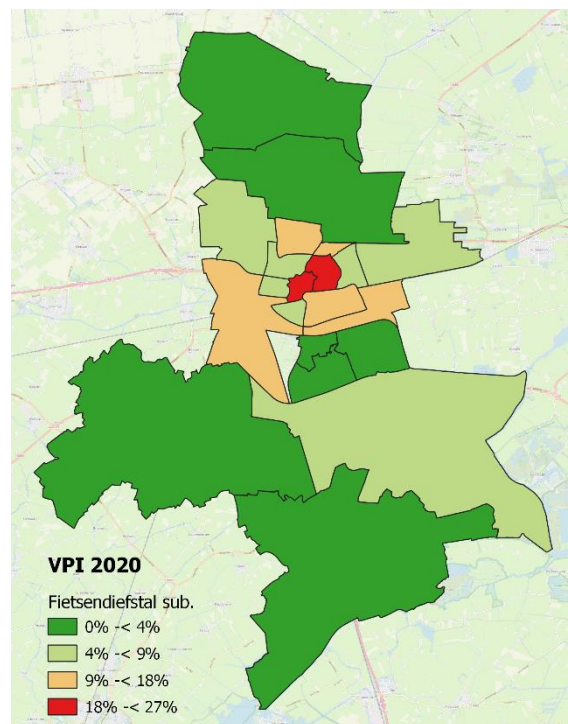 VPI 2020
Fietsendiefstal sub.
0% -< 4%
4% -< 9%
9% -< 18%
18% -< 27%